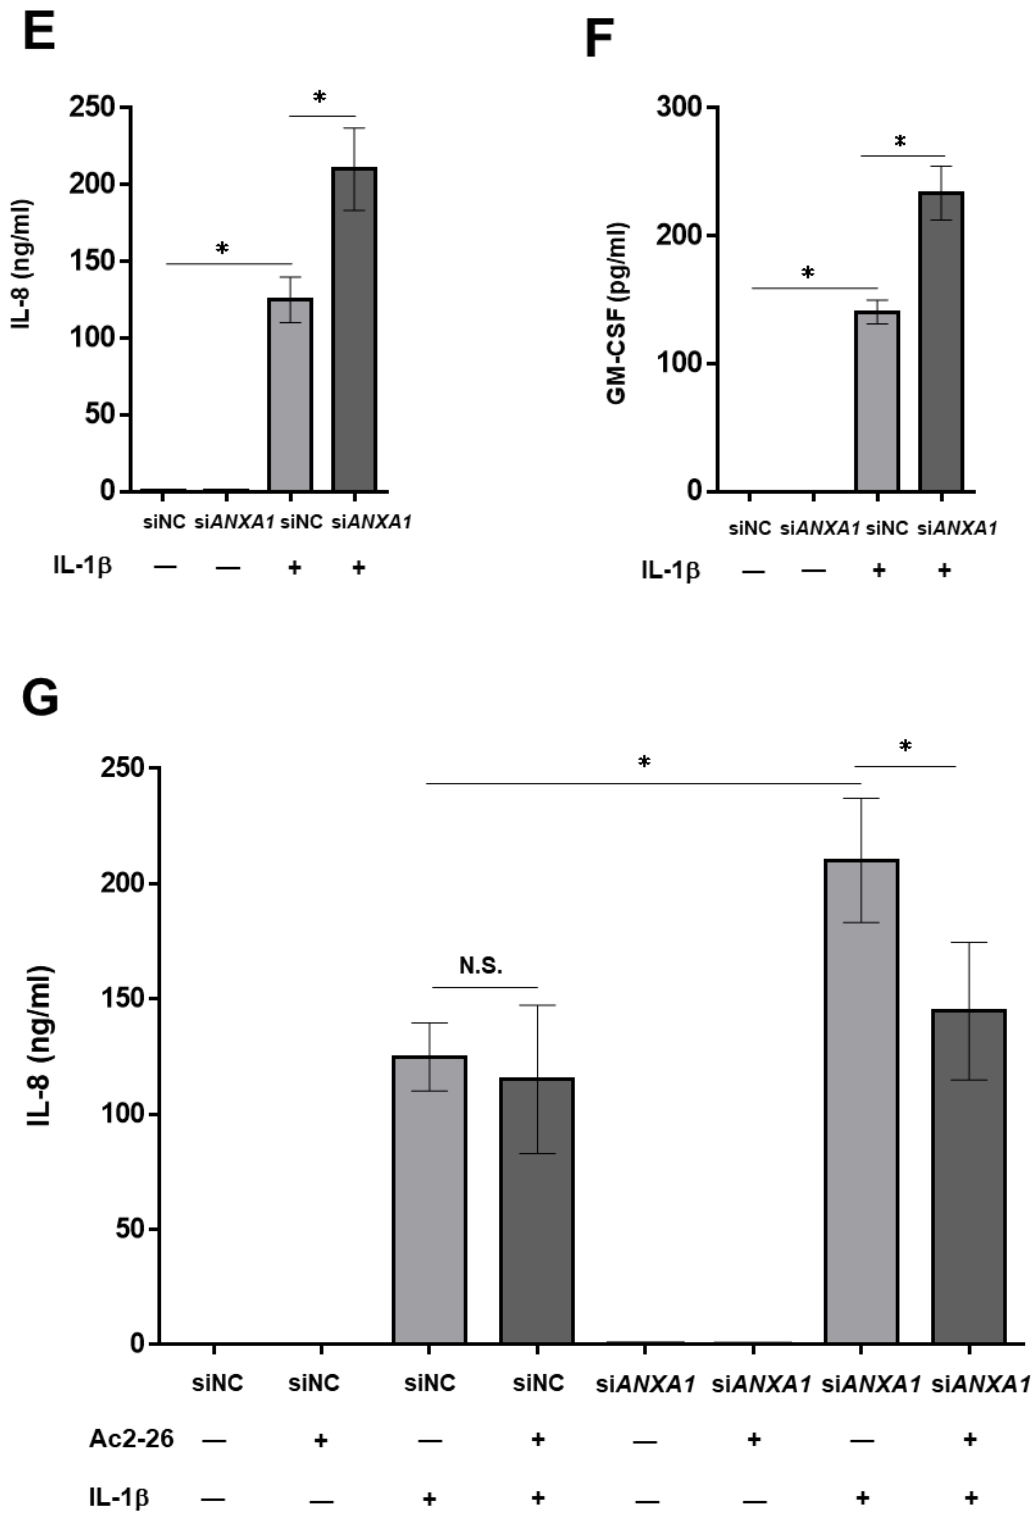 E
250
200
150
100
50
0
IL-8 (ng/ml)
*
*
siNC siANXA1 siNC siANXA1
IL-1β — — + +
F
300
200
100
0
GM-CSF (pg/ml)
*
*
siNC siANXA1 siNC siANXA1
IL-1β — — + +
G
250
200
150
100
50
0
IL-8 (ng/ml)
*
*
N.S.
siNC siNC siNC siNC siANXA1 siANXA1 siANXA1 siANXA1
Ac2-26 — + — + — + — +
IL-1β — — + + — — + +